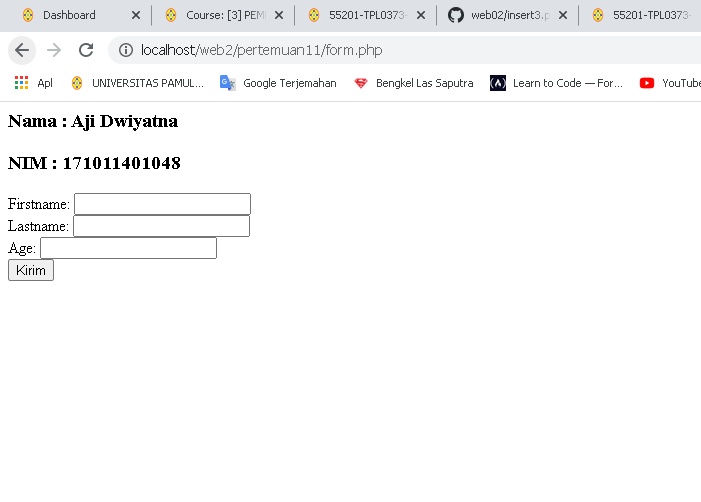 Dashboard
Course: [3] PEM
55201-TPL0373-
web02/insert3.p
55201-TPL0373-
localhost/web2/pertemuan11/form.php
Apl
UNIVERSITAS PAMUL...
Google Terjemahan
Bengkel Las Saputra
Learn to Code — For...
YouTube
Nama : Aji Dwiyatna
NIM : 171011401048
Firstname:
Lastname:
Age:
Kirim